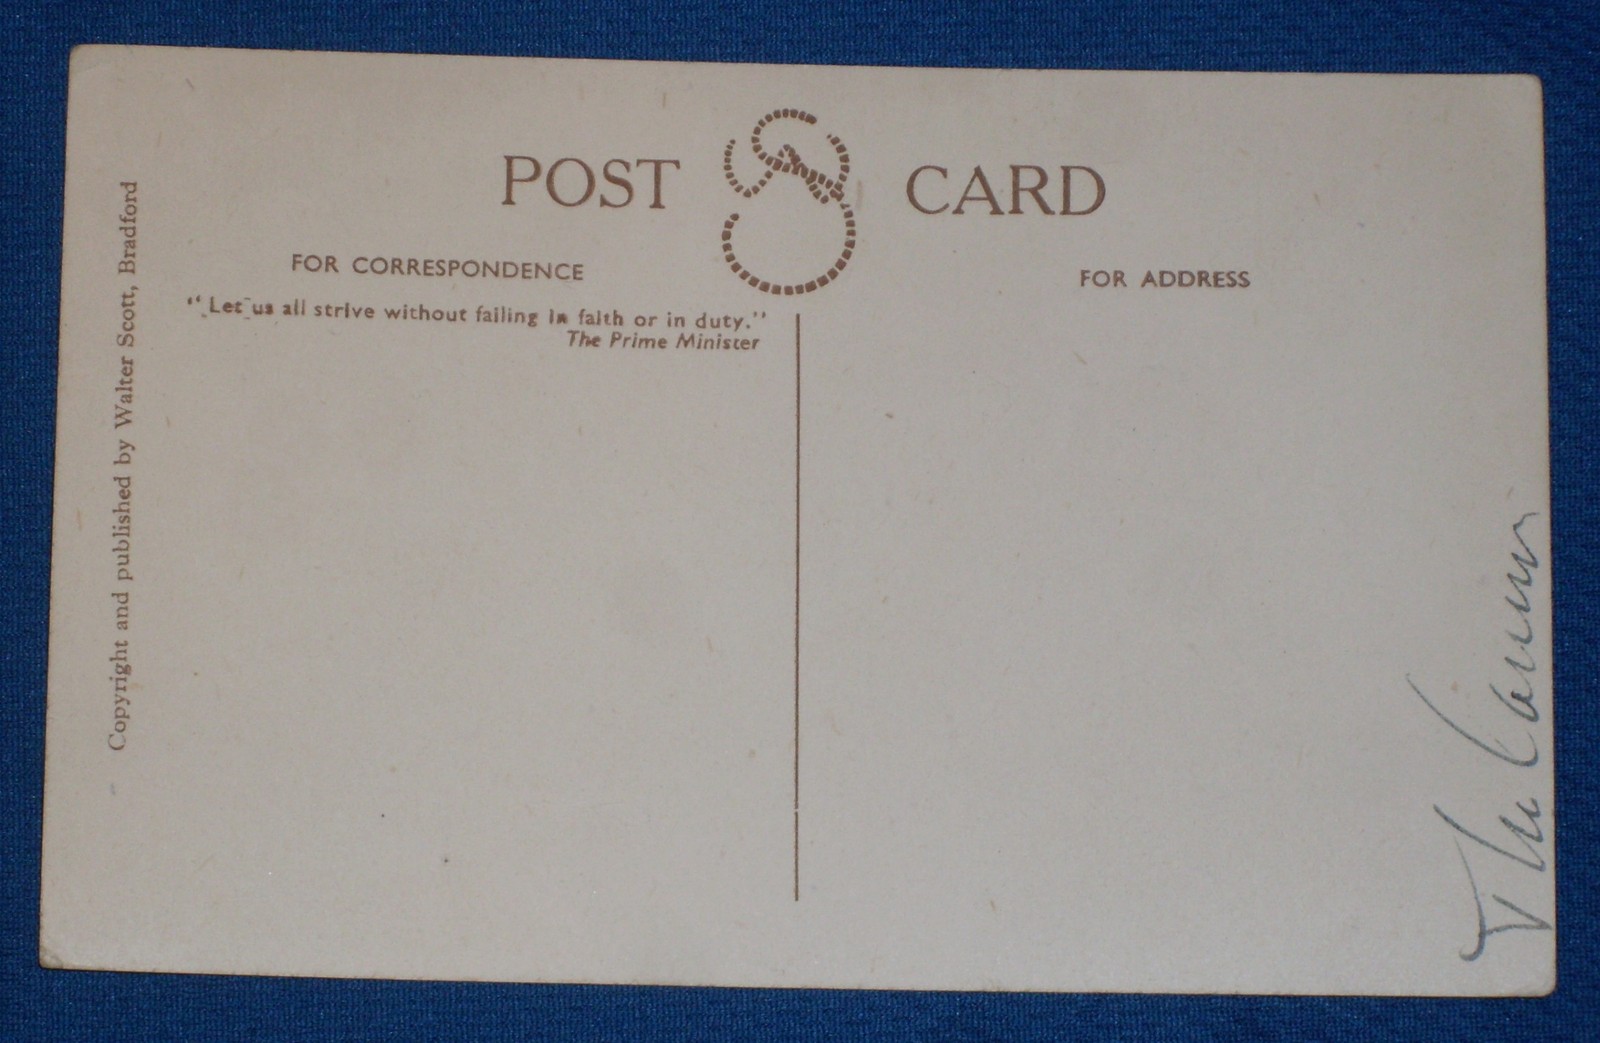 POST CARD
FOR CORRESPONDENCE
FOR ADDRESS
"Let us all strive without failing in faith or in duty."
The Prime Minister
Copyright and published by Walter Scott, Bradford
The